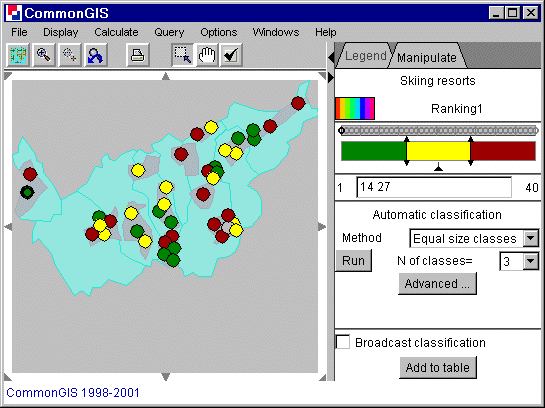 CommonGIS
File Display Calculate Query Options Windows Help
Legend Manipulate
Skiing resorts
Ranking1
1 14 27 40
Automatic classification
Method Equal size classes
Run N of classes= 3
Advanced ...
Broadcast classification
Add to table
CommonGIS 1998-2001